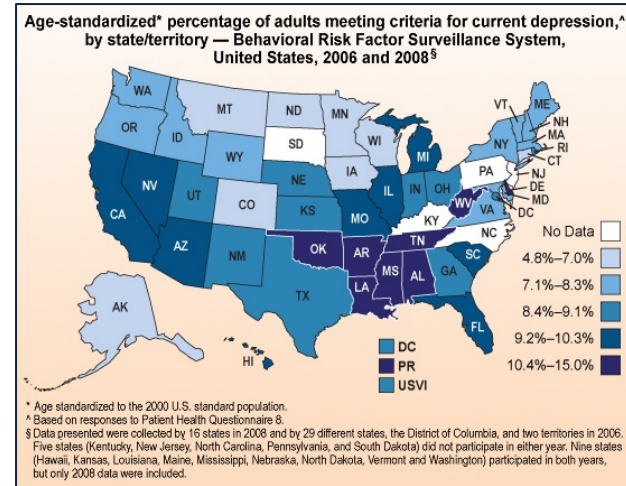 Age-standardized* percentage of adults meeting criteria for current depression,^
by state/territory — Behavioral Risk Factor Surveillance System,
United States, 2006 and 2008§
WA
OR
ID
MT
ND
MN
WI
SD
WY
NV
CA
UT
AZ
CO
NM
NE
KS
OK
TX
IA
MO
AR
LA
IL
MI
IN
OH
KY
TN
MS
AL
GA
FL
SC
NC
VA
WV
PA
NY
VT
ME
NH
MA
RI
CT
NJ
DE
MD
DC
AK
HI
No Data
4.8%–7.0%
7.1%–8.3%
8.4%–9.1%
9.2%–10.3%
10.4%–15.0%
DC
PR
USVI
* Age standardized to the 2000 U.S. standard population.
^ Based on responses to Patient Health Questionnaire 8.
§ Data presented were collected by 16 states in 2008 and by 29 different states, the District of Columbia, and two territories in 2006.
Five states (Kentucky, New Jersey, North Carolina, Pennsylvania, and South Dakota) did not participate in either year. Nine states
(Hawaii, Kansas, Louisiana, Maine, Mississippi, Nebraska, North Dakota, Vermont and Washington) participated in both years,
but only 2008 data were included.